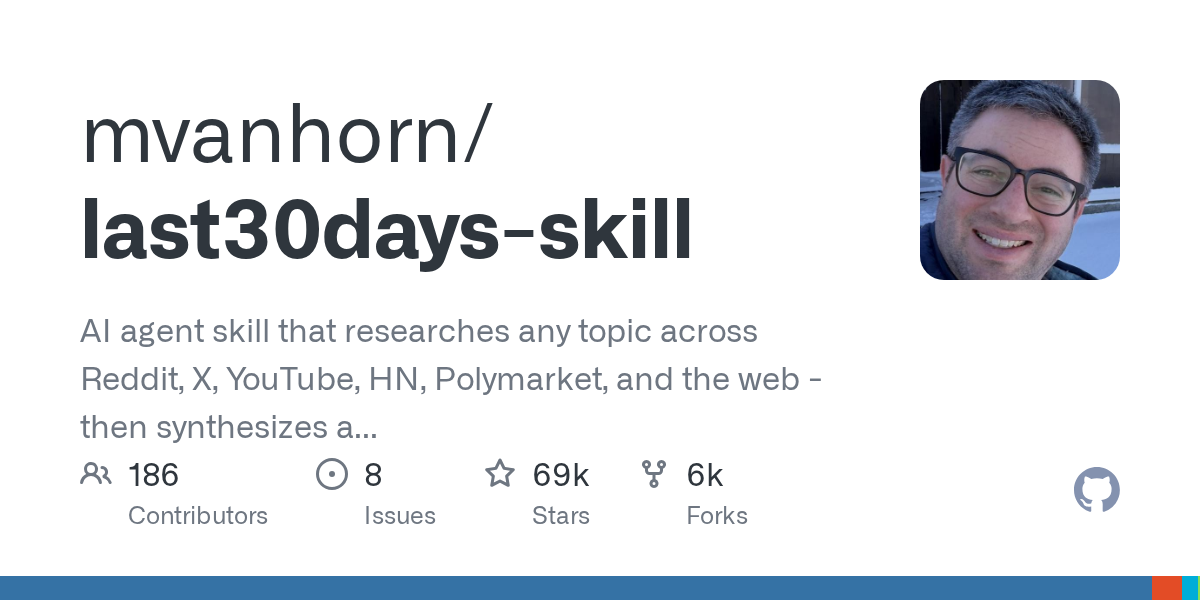 mvanhorn/
last30days-skill
AI agent skill that researches any topic across
Reddit, X, YouTube, HN, Polymarket, and the web -
then synthesizes a...
186 8 69k 6k
Contributors Issues Stars Forks